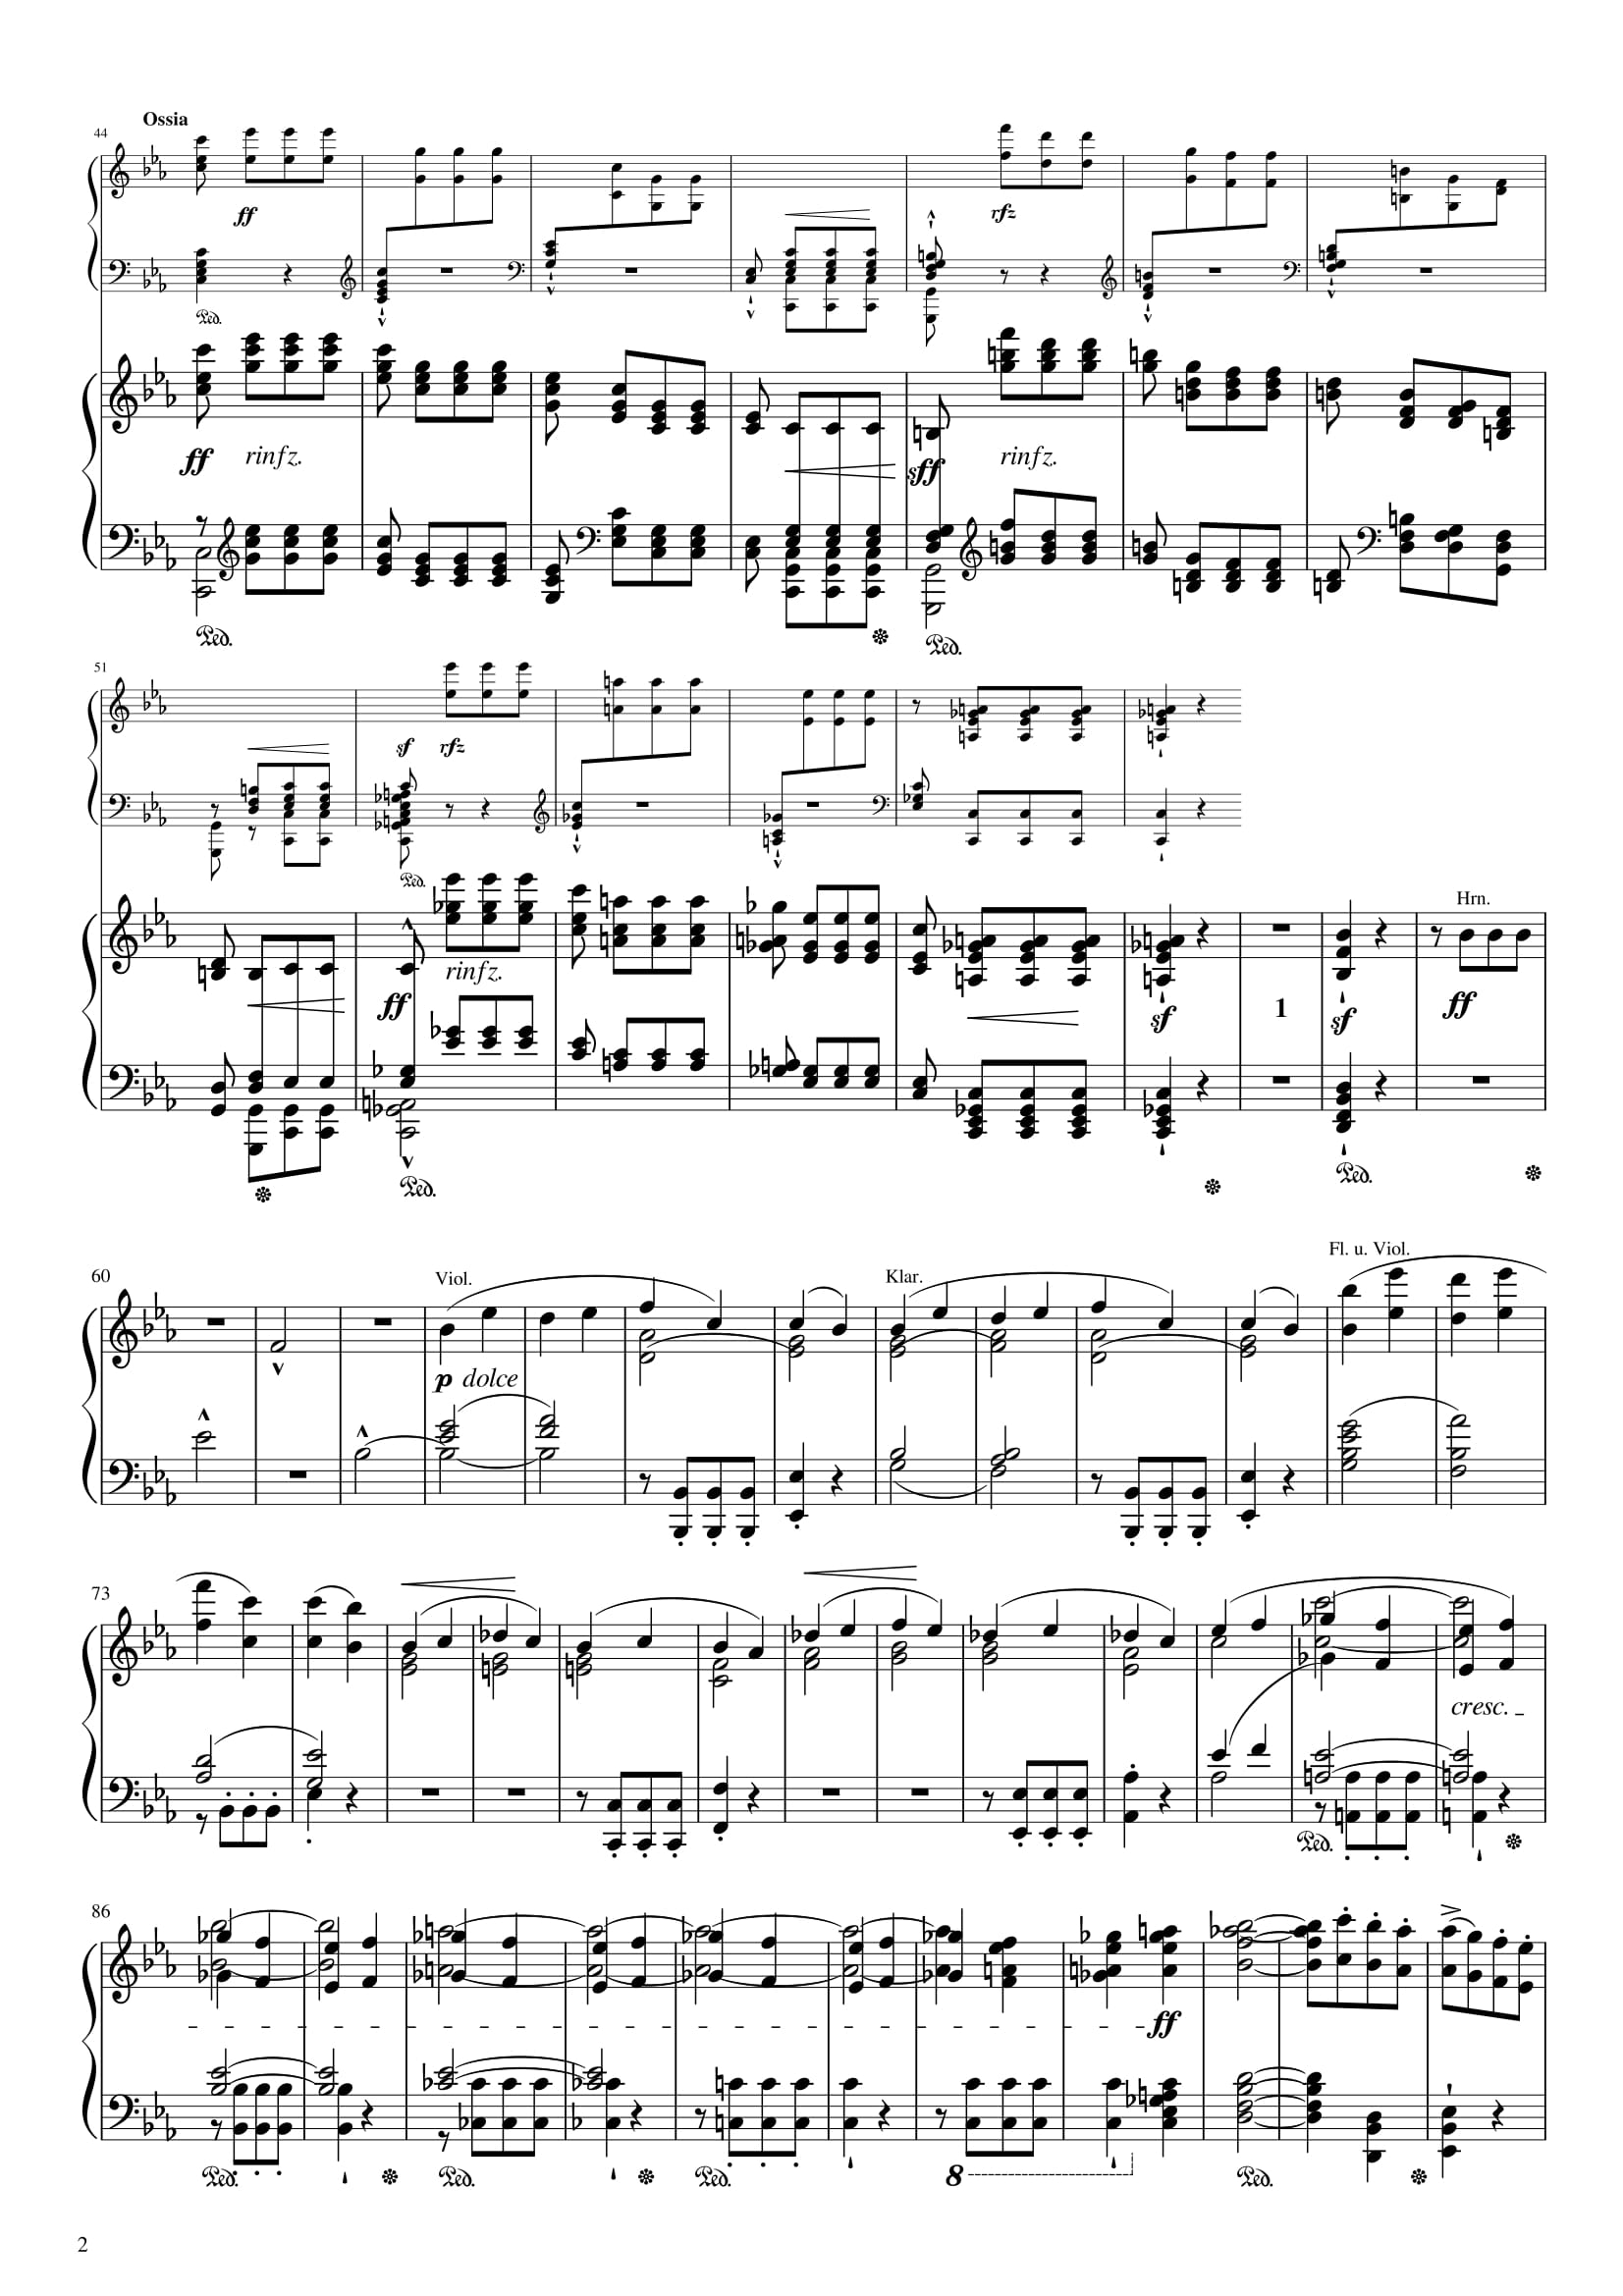 Ossia
44
ff
rfz
ff
rinfz.
sff
rinfz.
Ped.
Ped.
Ped.
51
sf
rfz
Ped.
Hrn.
ff
rinfz.
sf
1
sf
ff
Ped.
Ped.
Fl. u. Viol.
60
Viol.
Klar.
p dolce
73
cresc.
Ped.
86
ff
Ped.
Ped.
Ped.
8
Ped.
2